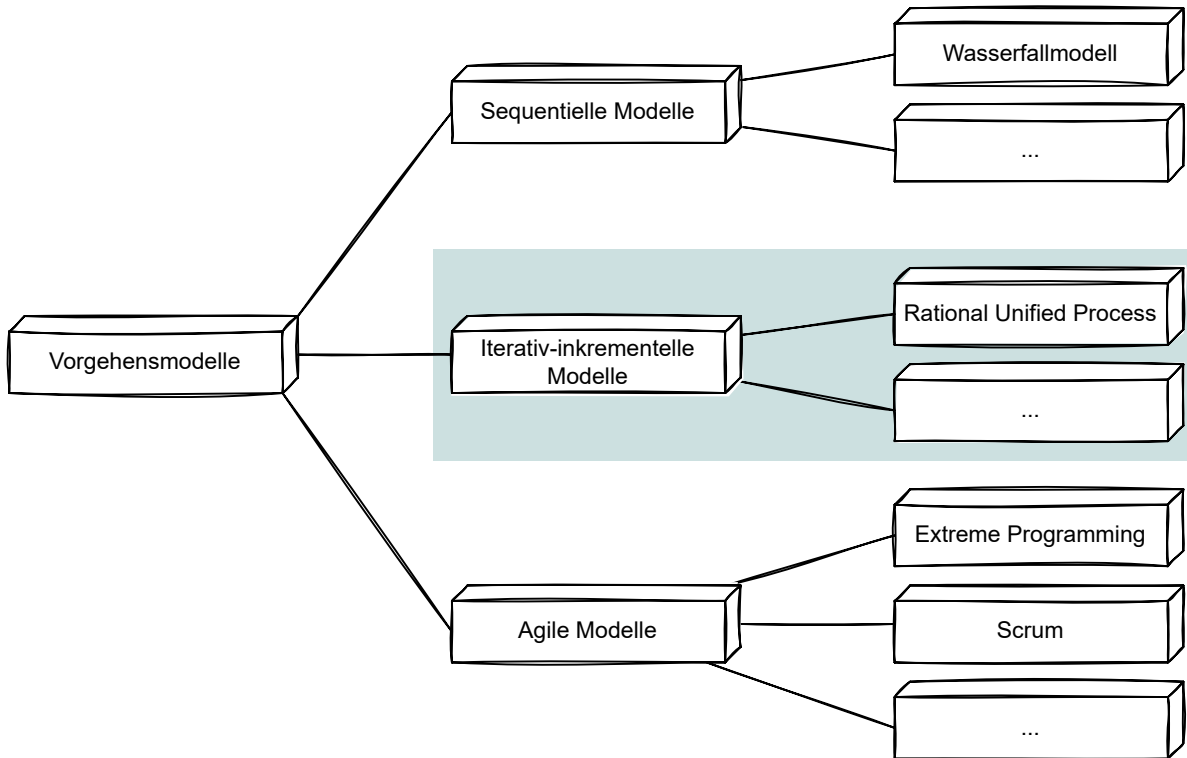 Wasserfallmodell
Sequentielle Modelle
...
Rational Unified Process
Vorgehensmodelle
Iterativ-inkrementelle
Modelle
...
Extreme Programming
Agile Modelle
Scrum
...